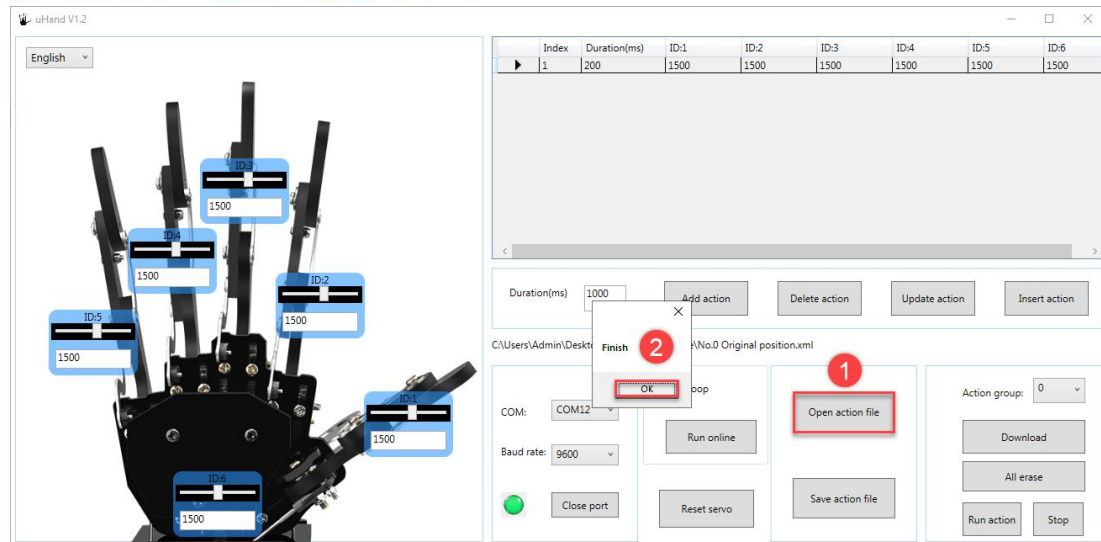 uHand V1.2
English
ID:3
1500
ID:4
1500
ID:2
1500
ID:5
1500
ID:1
1500
ID:6
1500
Index Duration(ms) ID:1 ID:2 ID:3 ID:4 ID:5 ID:6
1 200 1500 1500 1500 1500 1500 1500
Duration(ms) 1000 Add action Delete action Update action Insert action
C:\Users\Admin\Desk
\No.0 Original position.xml
Finish 2
OK
1
COM: COM12
Baud rate: 9600
Close port
Run online
Reset servo
Open action file
Save action file
Action group: 0
Download
All erase
Run action Stop